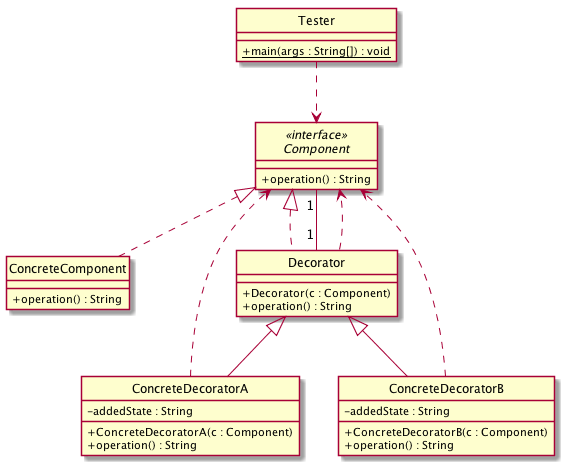 Tester
+main(args : String[]) : void
«interface»
Component
+operation() : String
1
1
ConcreteComponent
+operation() : String
Decorator
+Decorator(c : Component)
+operation() : String
ConcreteDecoratorA
−addedState : String
+ConcreteDecoratorA(c : Component)
+operation() : String
ConcreteDecoratorB
−addedState : String
+ConcreteDecoratorB(c : Component)
+operation() : String